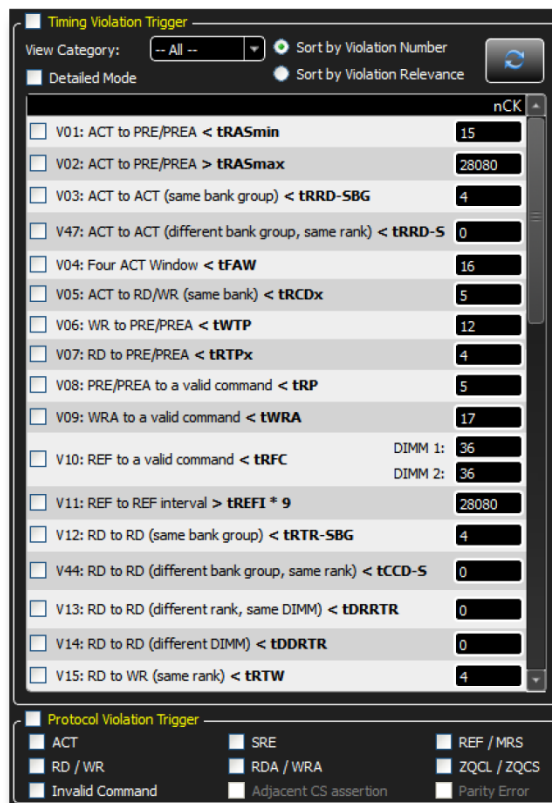 Timing Violation Trigger
View Category: -- All -- Sort by Violation Number
Detailed Mode Sort by Violation Relevance
nCK
V01: ACT to PRE/PREA < tRASmin 15
V02: ACT to PRE/PREA > tRASmax 28080
V03: ACT to ACT (same bank group) < tRRD-SBG 4
V47: ACT to ACT (different bank group, same rank) < tRRD-S 0
V04: Four ACT Window < tFAW 16
V05: ACT to RD/WR (same bank) < tRCDx 5
V06: WR to PRE/PREA < tWTP 12
V07: RD to PRE/PREA < tRTPx 4
V08: PRE/PREA to a valid command < tRP 5
V09: WRA to a valid command < tWRA 17
V10: REF to a valid command < tRFC DIMM 1: 36
DIMM 2: 36
V11: REF to REF interval > tREFI * 9 28080
V12: RD to RD (same bank group) < tRTR-SBG 4
V44: RD to RD (different bank group, same rank) < tCCD-S 0
V13: RD to RD (different rank, same DIMM) < tDRRTR 0
V14: RD to RD (different DIMM) < tDDRTR 0
V15: RD to WR (same rank) < tRTW 4
Protocol Violation Trigger
ACT SRE REF / MRS
RD / WR RDA / WRA ZQCL / ZQCS
Invalid Command Adjacent CS assertion Parity Error